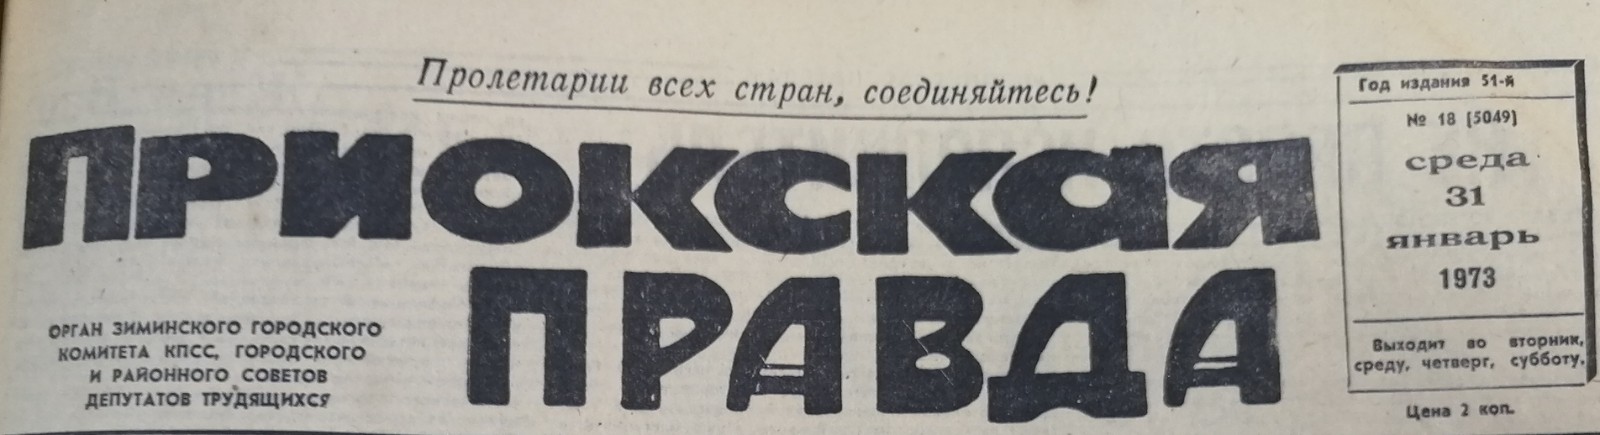 Пролетарии всех стран, соединяйтесь!
ПРИОКСКАЯ
ПРАВДА
ОРГАН ЗИМИНСКОГО ГОРОДСКОГО
КОМИТЕТА КПСС, ГОРОДСКОГО
И РАЙОННОГО СОВЕТОВ
ДЕПУТАТОВ ТРУДЯЩИХСЯ
Год издания 51-й
№ 18 (5049)
среда
31
январь
1973
Выходит во вторник,
среду, четверг, субботу.
Цена 2 коп.